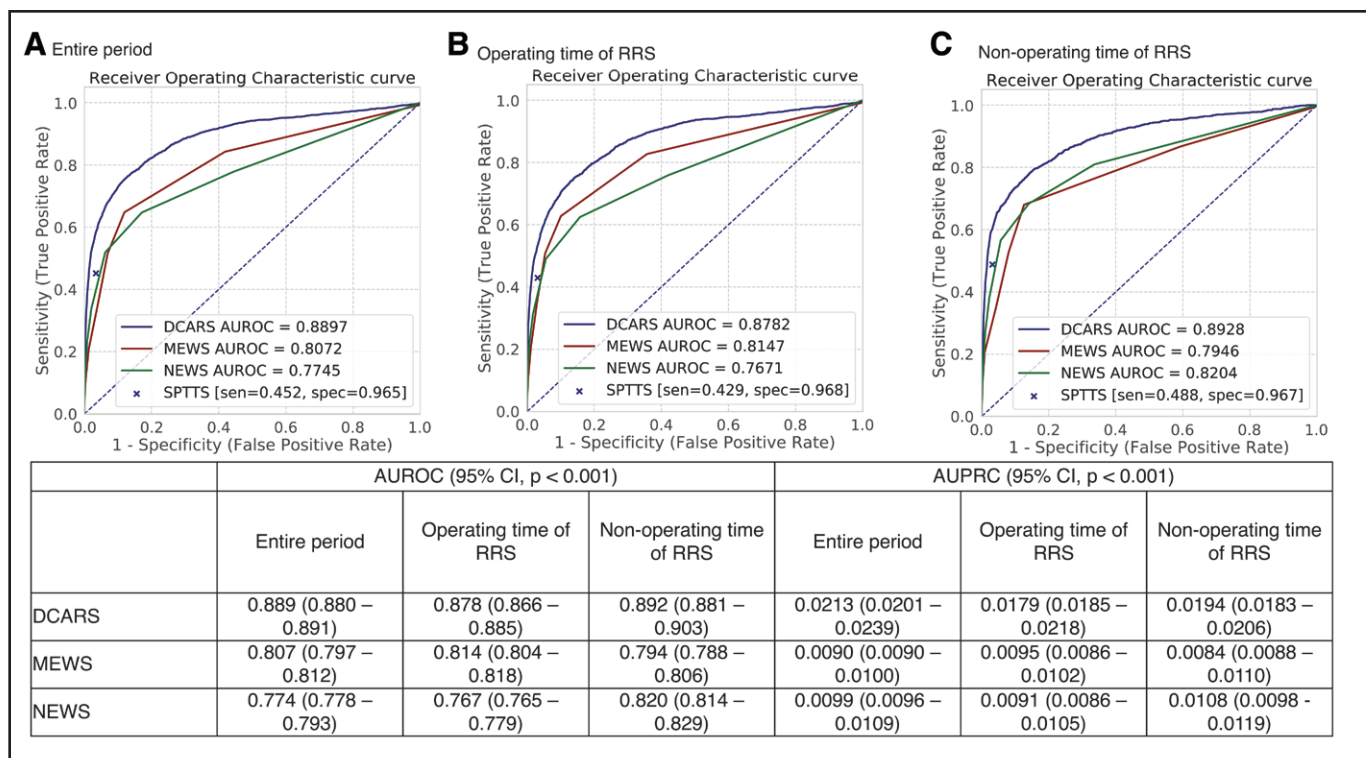 A Entire period
Receiver Operating Characteristic curve
Sensitivity (True Positive Rate)
1.0
0.8
0.6
0.4
0.2
0.0
DCARS AUROC = 0.8897
MEWS AUROC = 0.8072
NEWS AUROC = 0.7745
SPTTS [sen=0.452, spec=0.965]
0.0 0.2 0.4 0.6 0.8 1.0
1 - Specificity (False Positive Rate)
B Operating time of RRS
Receiver Operating Characteristic curve
Sensitivity (True Positive Rate)
1.0
0.8
0.6
0.4
0.2
0.0
DCARS AUROC = 0.8782
MEWS AUROC = 0.8147
NEWS AUROC = 0.7671
SPTTS [sen=0.429, spec=0.968]
0.0 0.2 0.4 0.6 0.8 1.0
1 - Specificity (False Positive Rate)
C Non-operating time of RRS
Receiver Operating Characteristic curve
Sensitivity (True Positive Rate)
1.0
0.8
0.6
0.4
0.2
0.0
DCARS AUROC = 0.8928
MEWS AUROC = 0.7946
NEWS AUROC = 0.8204
SPTTS [sen=0.488, spec=0.967]
0.0 0.2 0.4 0.6 0.8 1.0
1 - Specificity (False Positive Rate)
AUROC (95% CI, p < 0.001) AUPRC (95% CI, p < 0.001)
Entire period
Operating time of
RRS
Non-operating time
of RRS
Entire period
Operating time of
RRS
Non-operating time
of RRS
DCARS
0.889 (0.880 –
0.891)
0.878 (0.866 –
0.885)
0.892 (0.881 –
0.903)
0.0213 (0.0201 –
0.0239)
0.0179 (0.0185 –
0.0218)
0.0194 (0.0183 –
0.0206)
MEWS
0.807 (0.797 –
0.812)
0.814 (0.804 –
0.818)
0.794 (0.788 –
0.806)
0.0090 (0.0090 –
0.0100)
0.0095 (0.0086 –
0.0102)
0.0084 (0.0088 –
0.0110)
NEWS
0.774 (0.778 –
0.793)
0.767 (0.765 –
0.779)
0.820 (0.814 –
0.829)
0.0099 (0.0096 –
0.0109)
0.0091 (0.0086 –
0.0105)
0.0108 (0.0098 -
0.0119)